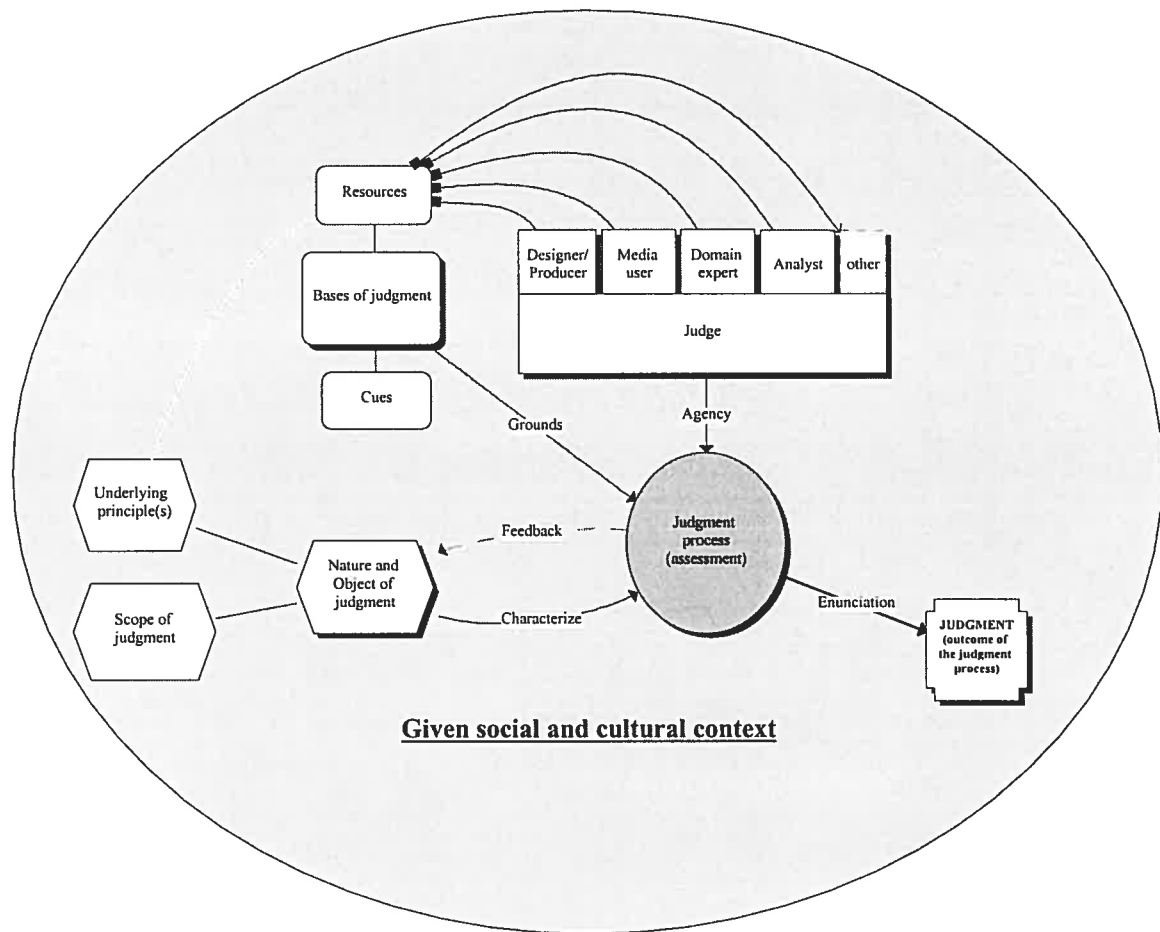 Resources
Designer/
Producer
Media
user
Domain
expert
Analyst
other
Bases of judgment
Judge
Cues
Grounds
Agency
Underlying
principle(s)
Feedback
Judgment
process
(assessment)
Nature and
Object of
judgment
Characterize
Enunciation
Scope of
judgment
JUDGMENT
(outcome of
the judgment
process)
Given social and cultural context